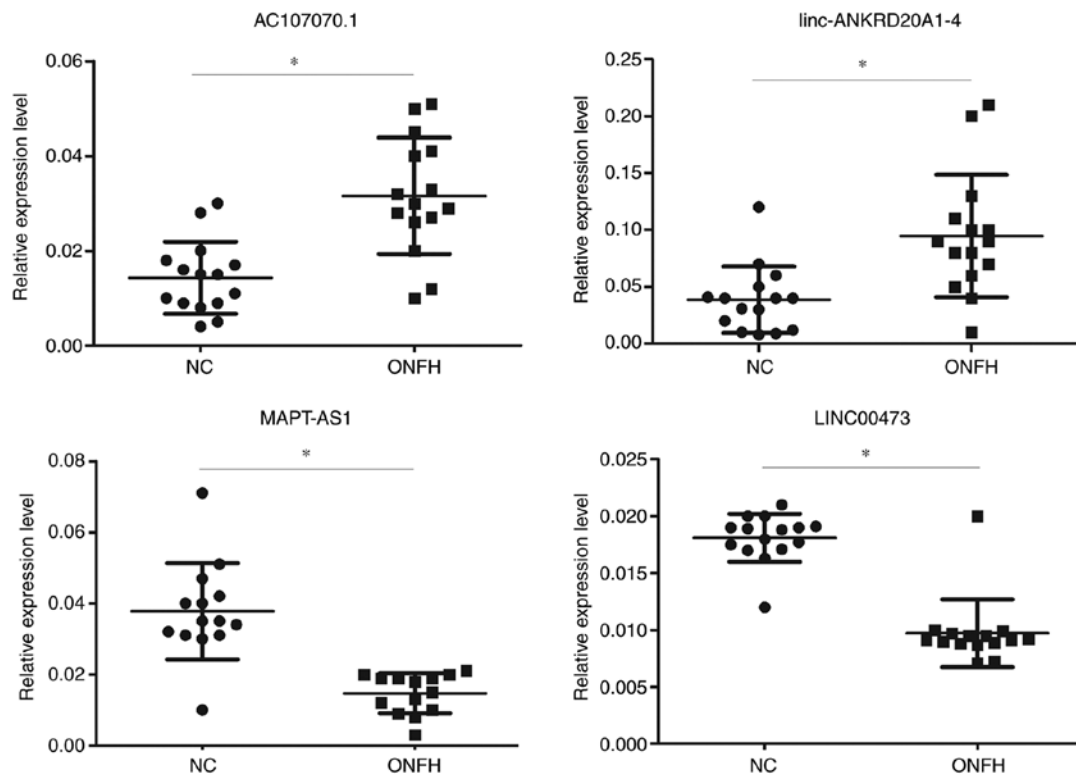 AC107070.1
*
Relative expression level
0.06
0.04
0.02
0.00
NC ONFH
linc-ANKRD20A1-4
*
Relative expression level
0.25
0.20
0.15
0.10
0.05
0.00
NC ONFH
MAPT-AS1
*
Relative expression level
0.08
0.06
0.04
0.02
0.00
NC ONFH
LINC00473
*
Relative expression level
0.025
0.020
0.015
0.010
0.005
0.000
NC ONFH